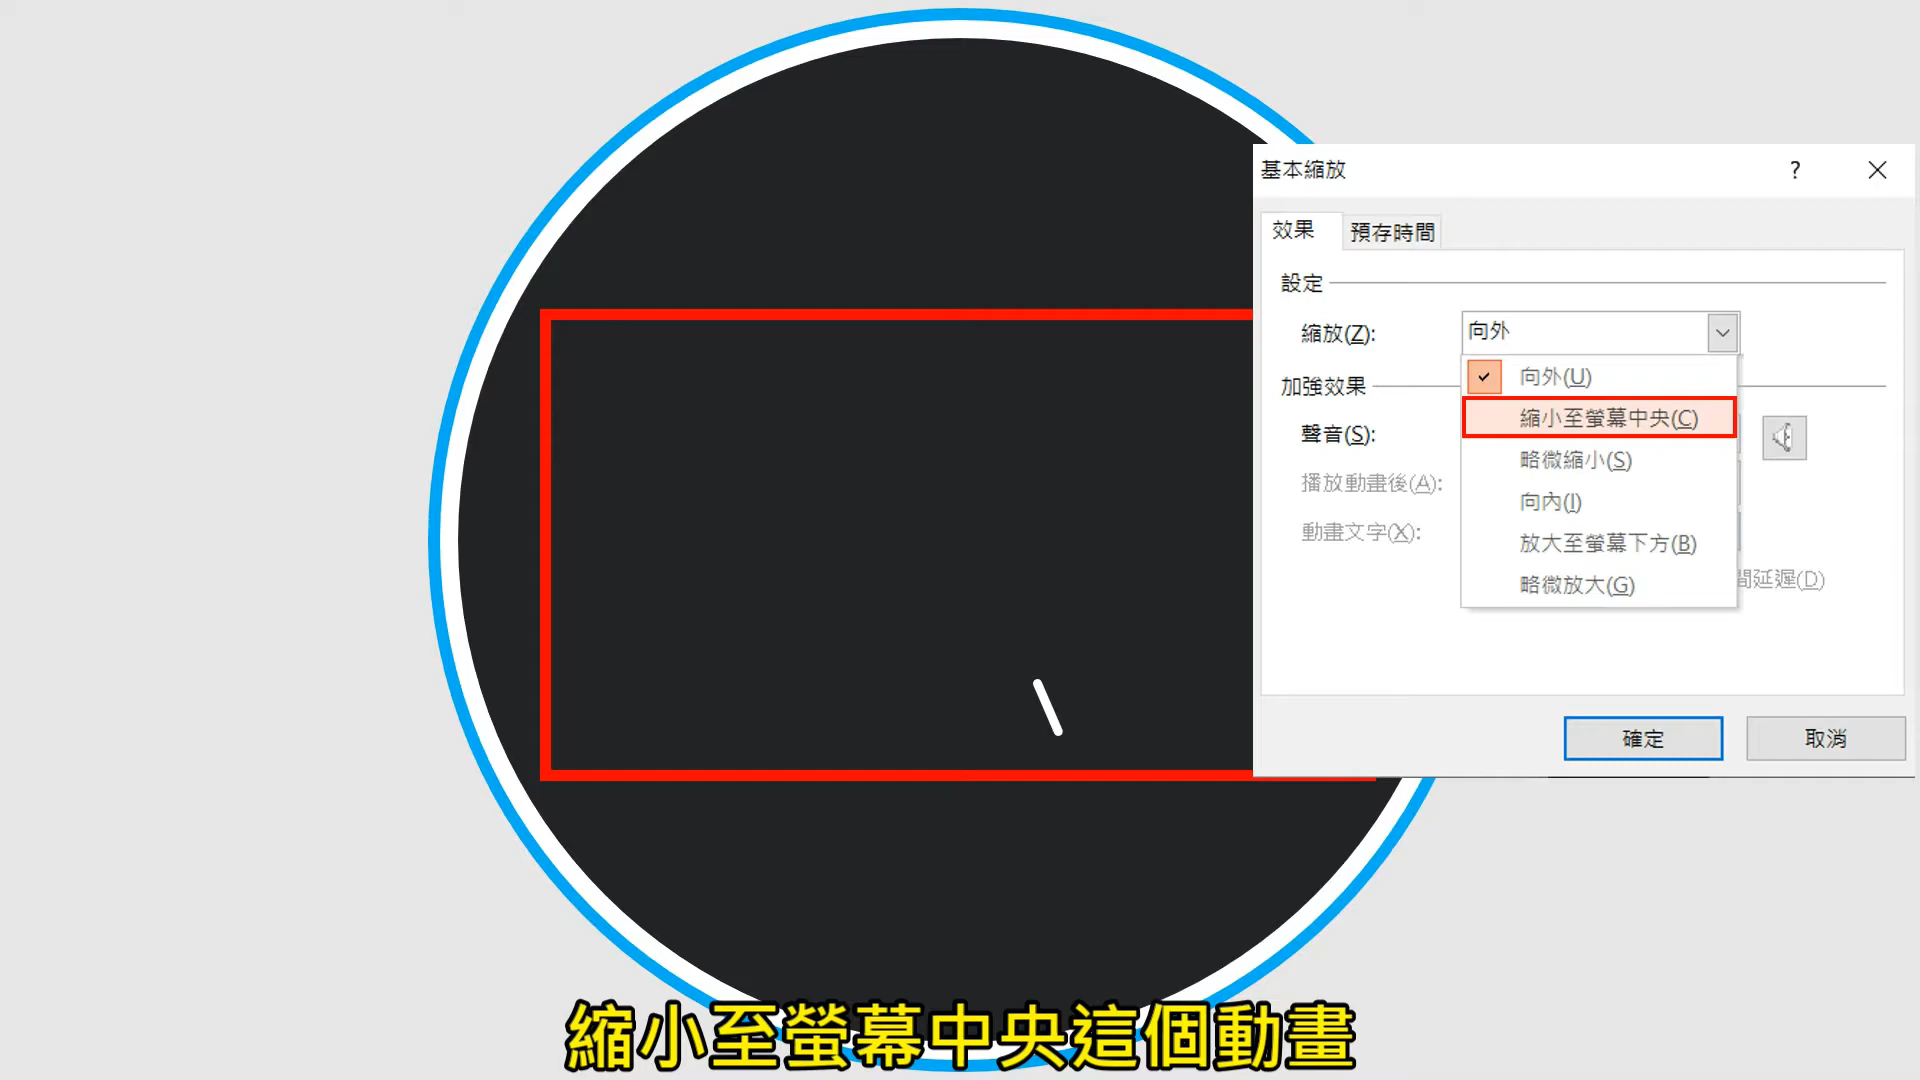 基本縮放
?
效果
預存時間
設定
縮放(Z):
向外
向外(U)
加強效果
縮小至螢幕中央(C)
聲音(S):
略微縮小(S)
播放動畫後(A):
向內(I)
動畫文字(X):
放大至螢幕下方(B)
間延遲(D)
略微放大(G)
確定
取消
縮小至螢幕中央這個動畫